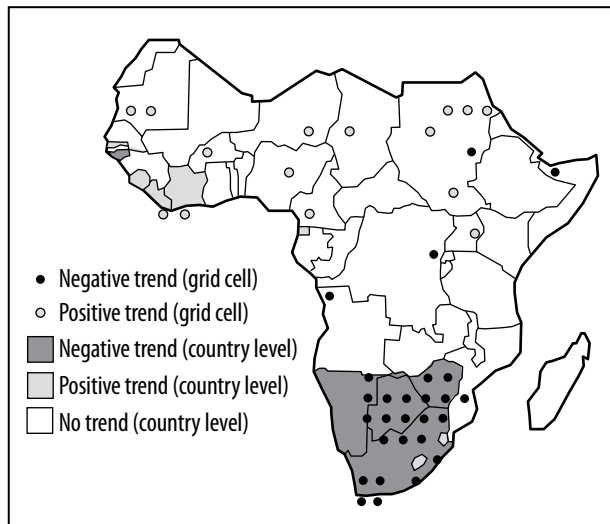 Negative trend (grid cell)
Positive trend (grid cell)
Negative trend (country level)
Positive trend (country level)
No trend (country level)